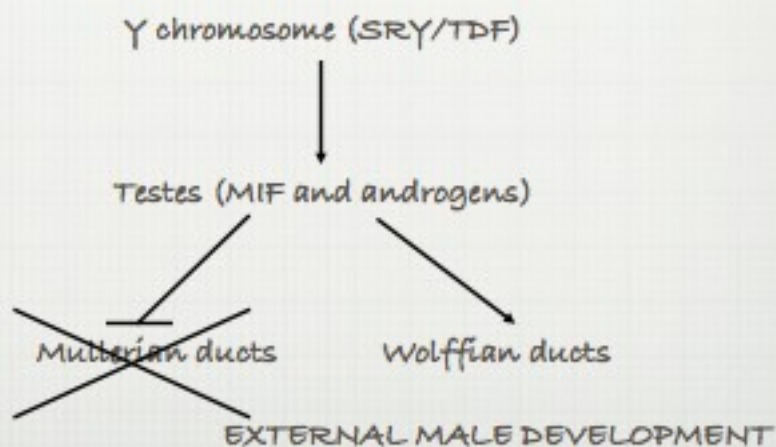 Y chromosome (SRY/TDF)
Testes (MIF and androgens)
Mullerian ducts Wolffian ducts
EXTERNAL MALE DEVELOPMENT